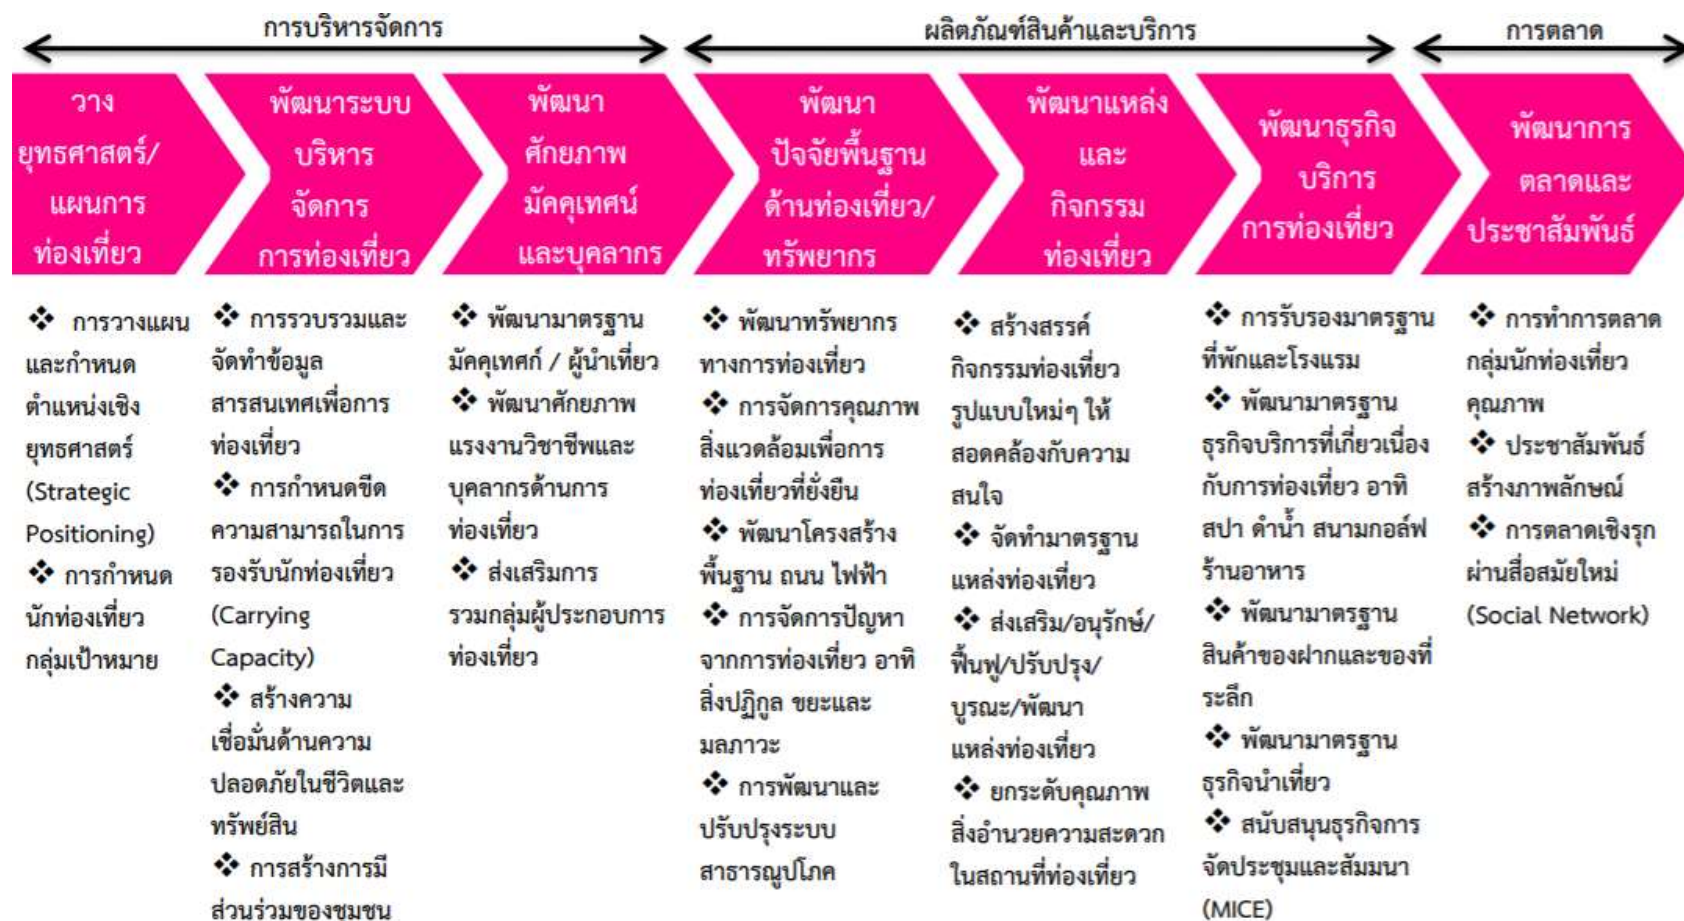 การบริหารจัดการ
ผลิตภัณฑ์สินค้าและบริการ
การตลาด
วาง
ยุทธศาสตร์/
แผนการ
ท่องเที่ยว
พัฒนาระบบ
บริหาร
จัดการ
การท่องเที่ยว
พัฒนา
ศักยภาพ
มัคคุเทศน์
และบุคลากร
พัฒนา
ปัจจัยพื้นฐาน
ด้านท่องเที่ยว/
ทรัพยากร
พัฒนาแหล่ง
และ
กิจกรรม
ท่องเที่ยว
พัฒนาธุรกิจ
บริการ
การท่องเที่ยว
พัฒนาการ
ตลาดและ
ประชาสัมพันธ์
❖ การวางแผน
และกำหนด
ตำแหน่งเชิง
ยุทธศาสตร์
(Strategic
Positioning)
❖ การกำหนด
นักท่องเที่ยว
กลุ่มเป้าหมาย
❖ การรวบรวมและ
จัดทำข้อมูล
สารสนเทศเพื่อการ
ท่องเที่ยว
❖ การกำหนดขีด
ความสามารถในการ
รองรับนักท่องเที่ยว
(Carrying
Capacity)
❖ สร้างความ
เชื่อมั่นด้านความ
ปลอดภัยในชีวิตและ
ทรัพย์สิน
❖ การสร้างการมี
ส่วนร่วมของชุมชน
❖ พัฒนามาตรฐาน
มัคคุเทศก์ / ผู้นำเที่ยว
❖ พัฒนาศักยภาพ
แรงงานวิชาชีพและ
บุคลากรด้านการ
ท่องเที่ยว
❖ ส่งเสริมการ
รวมกลุ่มผู้ประกอบการ
ท่องเที่ยว
❖ พัฒนาทรัพยากร
ทางการท่องเที่ยว
❖ การจัดการคุณภาพ
สิ่งแวดล้อมเพื่อการ
ท่องเที่ยวที่ยั่งยืน
❖ พัฒนาโครงสร้าง
พื้นฐาน ถนน ไฟฟ้า
❖ การจัดการปัญหา
จากการท่องเที่ยว อาทิ
สิ่งปฏิกูล ขยะและ
มลภาวะ
❖ การพัฒนาและ
ปรับปรุงระบบ
สาธารณูปโภค
❖ สร้างสรรค์
กิจกรรมท่องเที่ยว
รูปแบบใหม่ๆ ให้
สอดคล้องกับความ
สนใจ
❖ จัดทำมาตรฐาน
แหล่งท่องเที่ยว
❖ ส่งเสริม/อนุรักษ์/
ฟื้นฟู/ปรับปรุง/
บูรณะ/พัฒนา
แหล่งท่องเที่ยว
❖ ยกระดับคุณภาพ
สิ่งอำนวยความสะดวก
ในสถานที่ท่องเที่ยว
❖ การรับรองมาตรฐาน
ที่พักและโรงแรม
❖ พัฒนามาตรฐาน
ธุรกิจบริการที่เกี่ยวเนื่อง
กับการท่องเที่ยว อาทิ
สปา ดำน้ำ สนามกอล์ฟ
ร้านอาหาร
❖ พัฒนามาตรฐาน
สินค้าของฝากและของที่
ระลึก
❖ พัฒนามาตรฐาน
ธุรกิจนำเที่ยว
❖ สนับสนุนธุรกิจการ
จัดประชุมและสัมมนา
(MICE)
❖ การทำการตลาด
กลุ่มนักท่องเที่ยว
คุณภาพ
❖ ประชาสัมพันธ์
สร้างภาพลักษณ์
❖ การตลาดเชิงรุก
ผ่านสื่อสมัยใหม่
(Social Network)